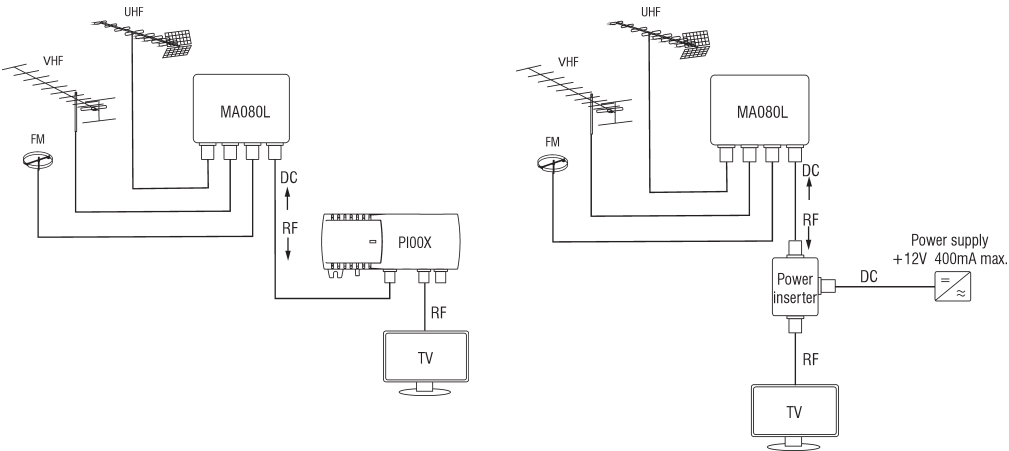 UHF
VHF
FM
MA080L
DC
RF
PI00X
RF
TV
UHF
VHF
FM
MA080L
DC
RF
Power
inserter
DC
Power supply
+12V 400mA max.
RF
TV